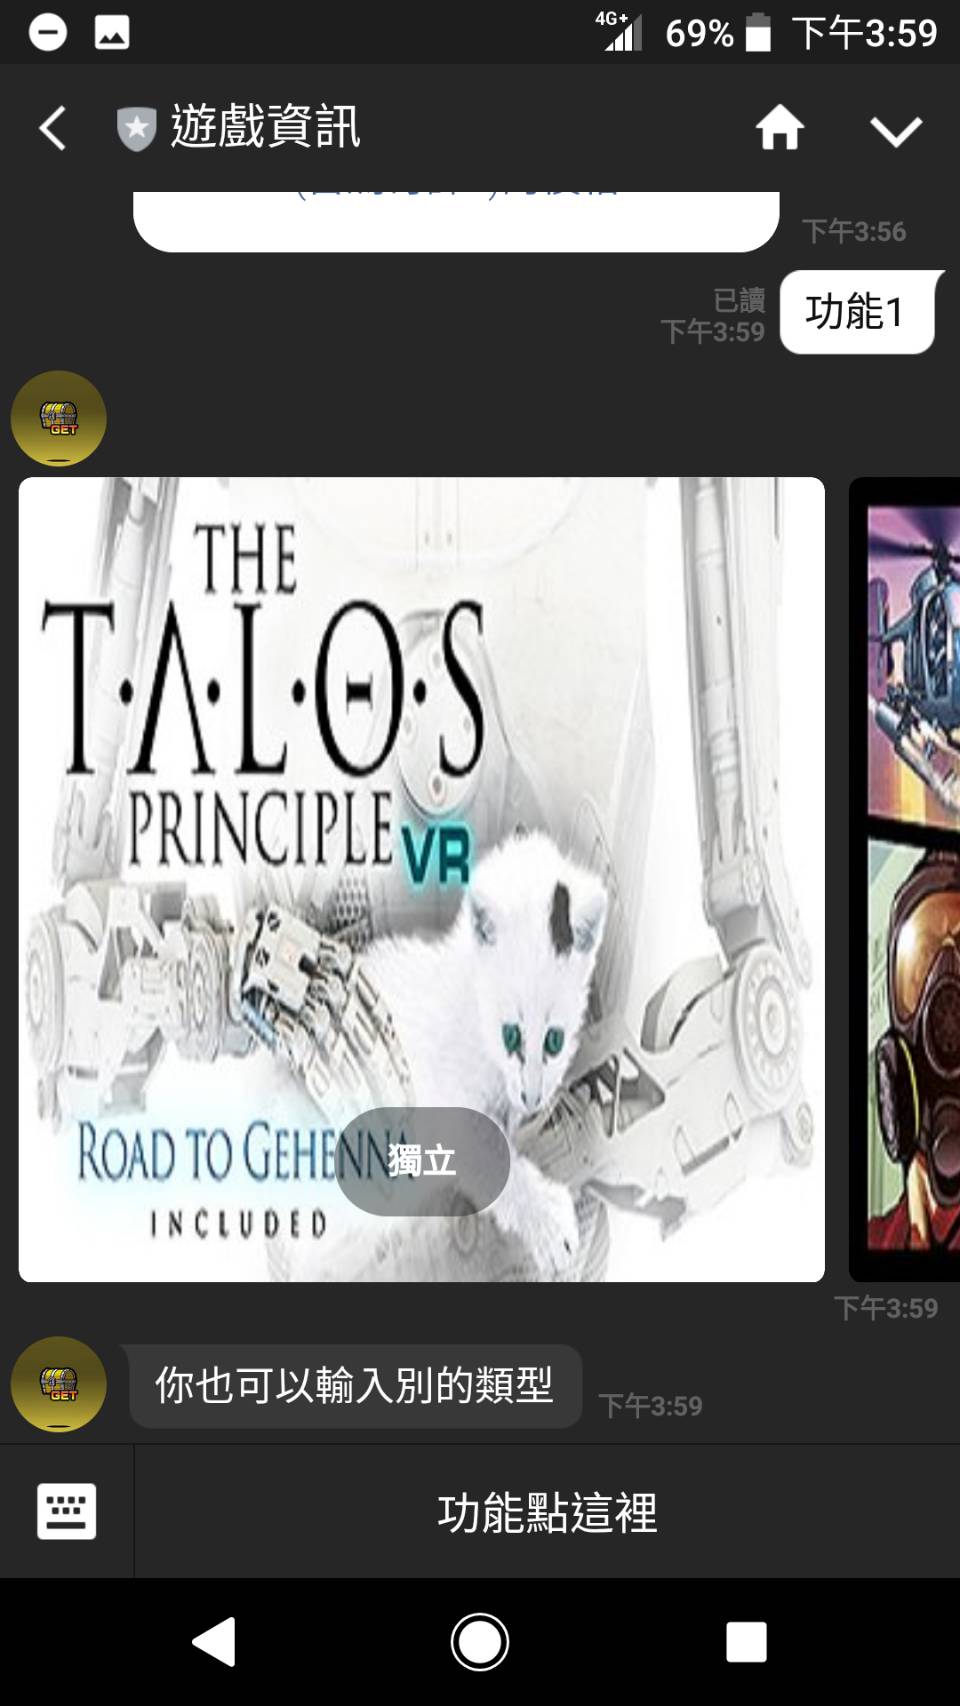 4G+ 69% 下午3:59
遊戲資訊
下午3:56
已讀
下午3:59
功能1
GET
THE
TALOS
PRINCIPLE VR
ROAD TO GEHENNA
獨立
INCLUDED
下午3:59
GET
你也可以輸入別的類型
下午3:59
功能點這裡